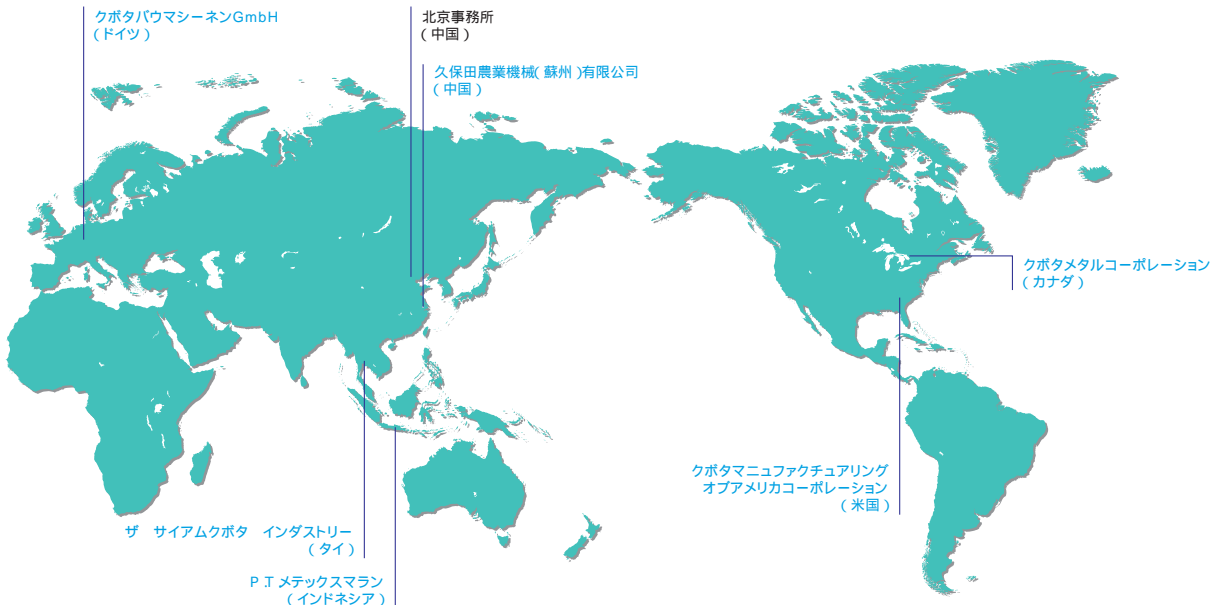 クボタバウマシーネンGmbH
(ドイツ)
北京事務所
(中国)
久保田農業機械(蘇州)有限公司
(中国)
クボタメタルコーポレーション
(カナダ)
クボタマニュファクチュアリング
オブアメリカコーポレーション
(米国)
ザ サイアムクボタ インダストリー
(タイ)
P.T.メテックスマラン
(インドネシア)